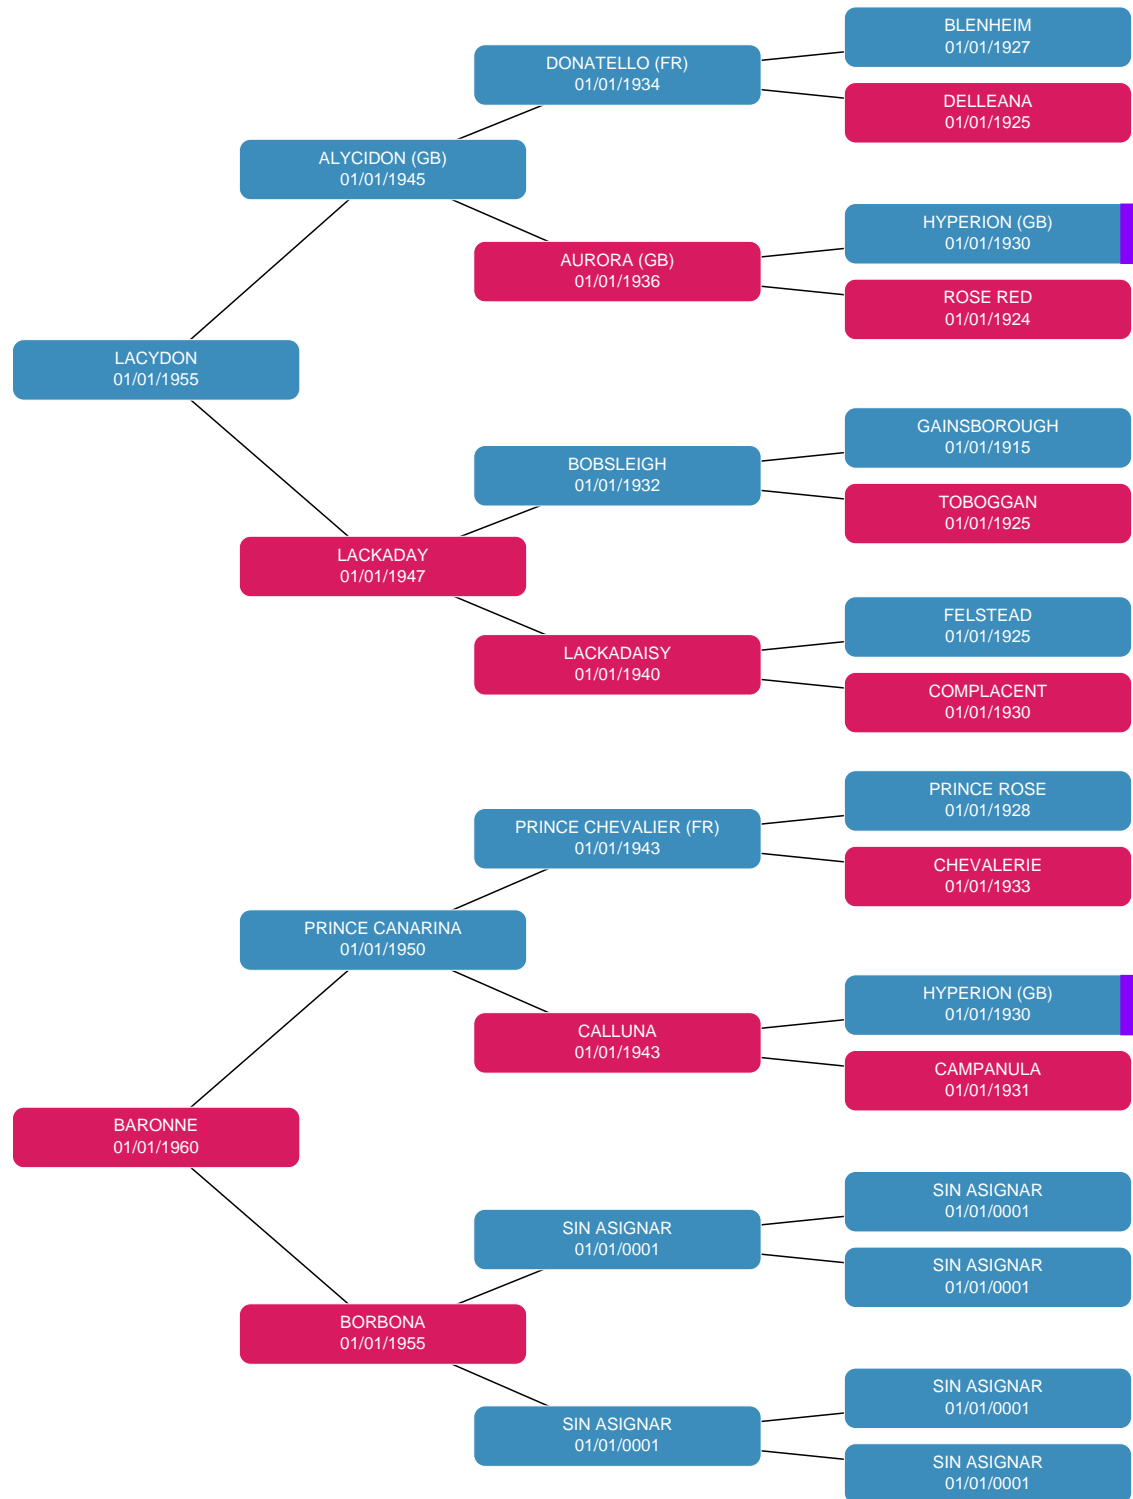 BLENHEIM
01/01/1927
DONATELLO (FR)
01/01/1934
DELLEANA
01/01/1925
ALYCIDON (GB)
01/01/1945
HYPERION (GB)
01/01/1930
AURORA (GB)
01/01/1936
ROSE RED
01/01/1924
LACYDON
01/01/1955
GAINSBOROUGH
01/01/1915
BOBSLEIGH
01/01/1932
TOBOGGAN
01/01/1925
LACKADAY
01/01/1947
FELSTEAD
01/01/1925
LACKADAISY
01/01/1940
COMPLACENT
01/01/1930
PRINCE ROSE
01/01/1928
PRINCE CHEVALIER (FR)
01/01/1943
CHEVALERIE
01/01/1933
PRINCE CANARINA
01/01/1950
HYPERION (GB)
01/01/1930
CALLUNA
01/01/1943
CAMPANULA
01/01/1931
BARONNE
01/01/1960
SIN ASIGNAR
01/01/0001
SIN ASIGNAR
01/01/0001
SIN ASIGNAR
01/01/0001
BORBONA
01/01/1955
SIN ASIGNAR
01/01/0001
SIN ASIGNAR
01/01/0001
SIN ASIGNAR
01/01/0001